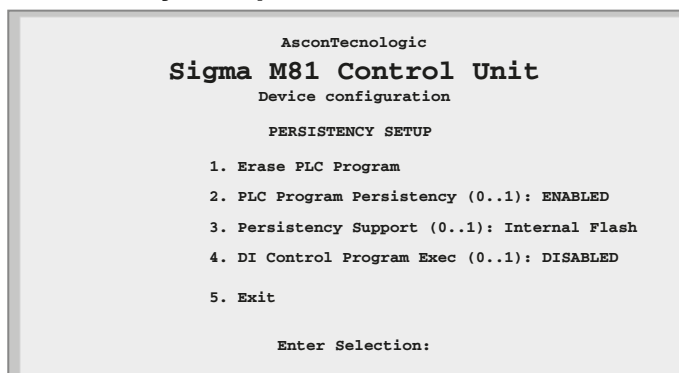 AsconTecnologic
Sigma M81 Control Unit
Device configuration
PERSISTENCY SETUP
1. Erase PLC Program
2. PLC Program Persistency (0..1): ENABLED
3. Persistency Support (0..1): Internal Flash
4. DI Control Program Exec (0..1): DISABLED
5. Exit
Enter Selection: